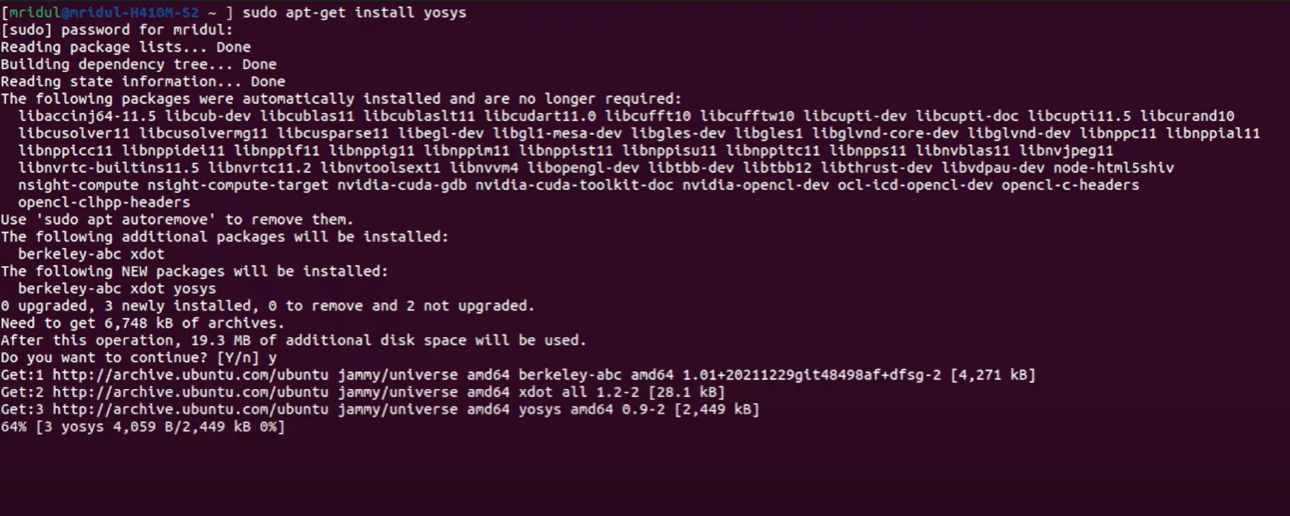 [mridul@mridul-H410M-S2 ~ ] sudo apt-get install yosys
[sudo] password for mridul:
Reading package lists... Done
Building dependency tree... Done
Reading state information... Done
The following packages were automatically installed and are no longer required:
  libaccinj64-11.5 libcub-dev libcublas11 libcublaslt11 libcudart11.0 libcufft10 libcufftw10 libcupti-dev libcupti-doc libcupti11.5 libcurand10
  libcusolver11 libcusolvermg11 libcusparse11 libegl-dev libgl1-mesa-dev libgles-dev libgles1 libglvnd-core-dev libglvnd-dev libnppc11 libnppial11
  libnppicc11 libnppidei11 libnppif11 libnppig11 libnppim11 libnppist11 libnppisu11 libnppitc11 libnpps11 libnvblas11 libnvjpeg11
  libnvrtc-builtins11.5 libnvrtc11.2 libnvtoolsext1 libnvvm4 libopengl-dev libtbb-dev libtbb12 libthrust-dev libvdpau-dev node-html5shiv
  nsight-compute nsight-compute-target nvidia-cuda-gdb nvidia-cuda-toolkit-doc nvidia-opencl-dev ocl-icd-opencl-dev opencl-c-headers
  opencl-clhpp-headers
Use 'sudo apt autoremove' to remove them.
The following additional packages will be installed:
  berkeley-abc xdot
The following NEW packages will be installed:
  berkeley-abc xdot yosys
0 upgraded, 3 newly installed, 0 to remove and 2 not upgraded.
Need to get 6,748 kB of archives.
After this operation, 19.3 MB of additional disk space will be used.
Do you want to continue? [Y/n] y
Get:1 http://archive.ubuntu.com/ubuntu jammy/universe amd64 berkeley-abc amd64 1.01+20211229git48498af+dfsg-2 [4,271 kB]
Get:2 http://archive.ubuntu.com/ubuntu jammy/universe amd64 xdot all 1.2-2 [28.1 kB]
Get:3 http://archive.ubuntu.com/ubuntu jammy/universe amd64 yosys amd64 0.9-2 [2,449 kB]
64% [3 yosys 4,059 B/2,449 kB 0%]